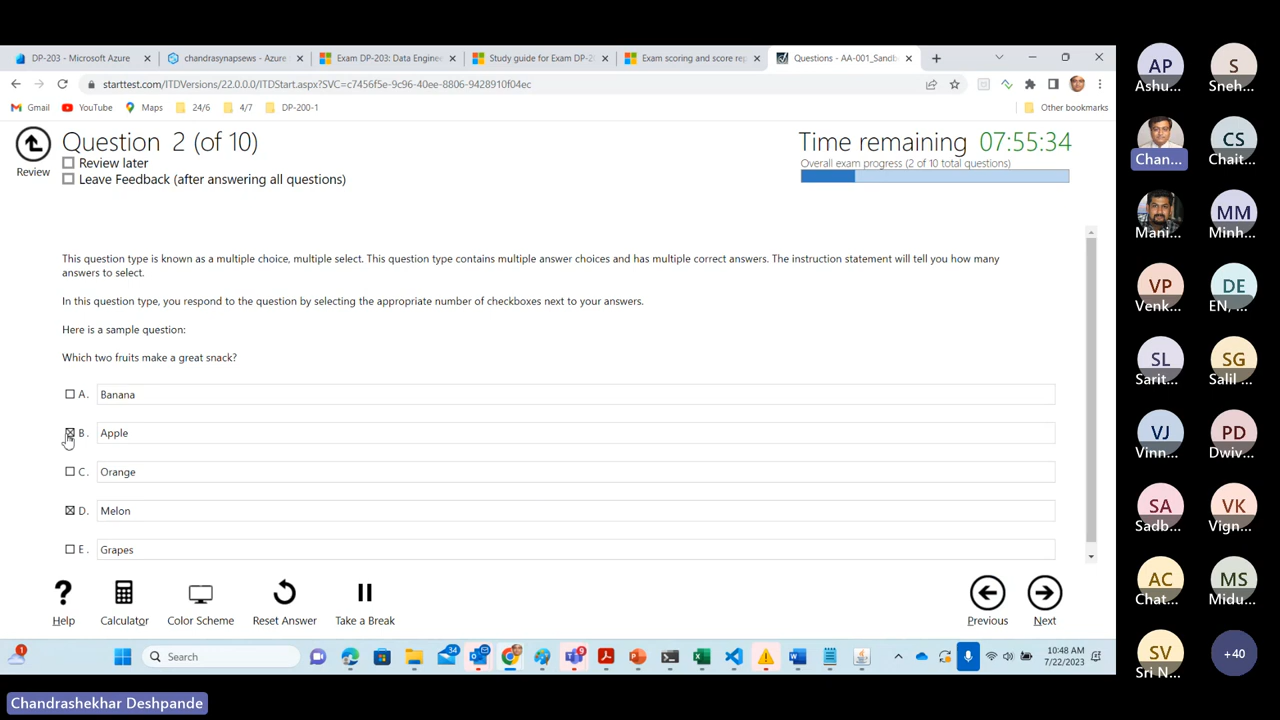 DP-203 - Microsoft Azure
chandrasynapsews - Azure
Exam DP-203: Data Engine
Study guide for Exam DP-2
Exam scoring and score re
Questions - AA-001_Sandb
starttest.com/ITDVersions/22.0.0.0/ITDStart.aspx?SVC=c7456f5e-9c96-40ee-8806-9428910f04ec
Gmail
YouTube
Maps
24/6
4/7
DP-200-1
Other bookmarks
Review
Question 2 (of 10)
Review later
Leave Feedback (after answering all questions)
Time remaining 07:55:34
Overall exam progress (2 of 10 total questions)
This question type is known as a multiple choice, multiple select. This question type contains multiple answer choices and has multiple correct answers. The instruction statement will tell you how many
answers to select.
In this question type, you respond to the question by selecting the appropriate number of checkboxes next to your answers.
Here is a sample question:
Which two fruits make a great snack?
A. Banana
B. Apple
C. Orange
D. Melon
E. Grapes
Help
Calculator
Color Scheme
Reset Answer
Take a Break
Previous
Next
1
Search
34
9
10:48 AM
7/22/2023
Chandrashekhar Deshpande
AP
Ashu...
S
Sneh...
Chan...
CS
Chait...
Mani...
MM
Minh...
VP
Venk...
DE
EN, ...
SL
Sarit...
SG
Salil ...
VJ
Vinn...
PD
Dwiv...
SA
Sadb...
VK
Vign...
AC
Chat...
MS
Midu...
SV
Sri N...
+40